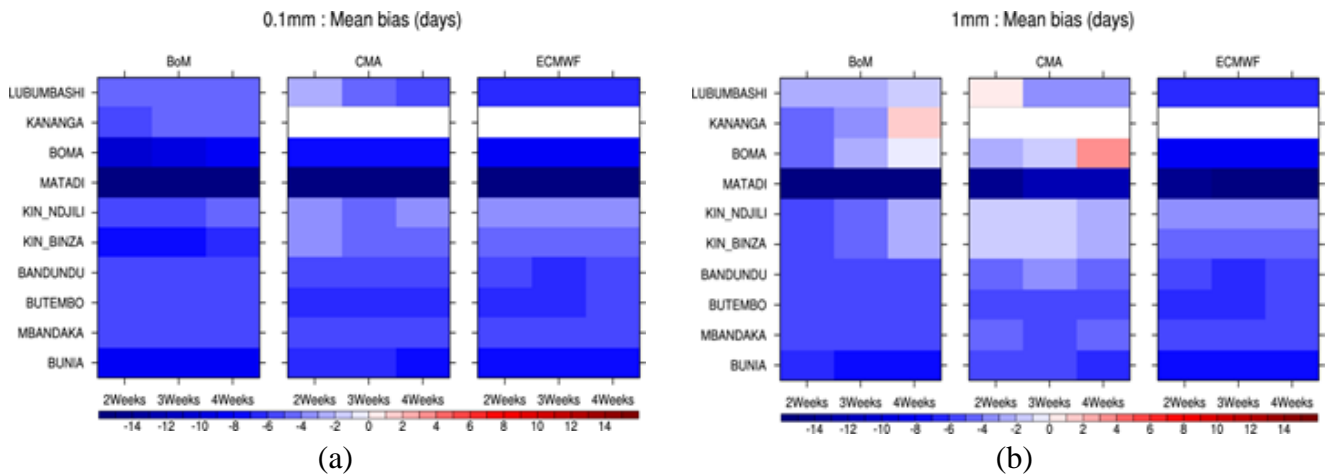 0.1mm : Mean bias (days)
BoM CMA ECMWF
LUBUMBASHI
KANANGA
BOMA
MATADI
KIN_NDJILI
KIN_BINZA
BANDUNDU
BUTEMBO
MBANDAKA
BUNIA
2Weeks 3Weeks 4Weeks 2Weeks 3Weeks 4Weeks 2Weeks 3Weeks 4Weeks
-14 -12 -10 -8 -6 -4 -2 0 2 4 6 8 10 12 14
(a)
1mm : Mean bias (days)
BoM CMA ECMWF
LUBUMBASHI
KANANGA
BOMA
MATADI
KIN_NDJILI
KIN_BINZA
BANDUNDU
BUTEMBO
MBANDAKA
BUNIA
2Weeks 3Weeks 4Weeks 2Weeks 3Weeks 4Weeks 2Weeks 3Weeks 4Weeks
-14 -12 -10 -8 -6 -4 -2 0 2 4 6 8 10 12 14
(b)